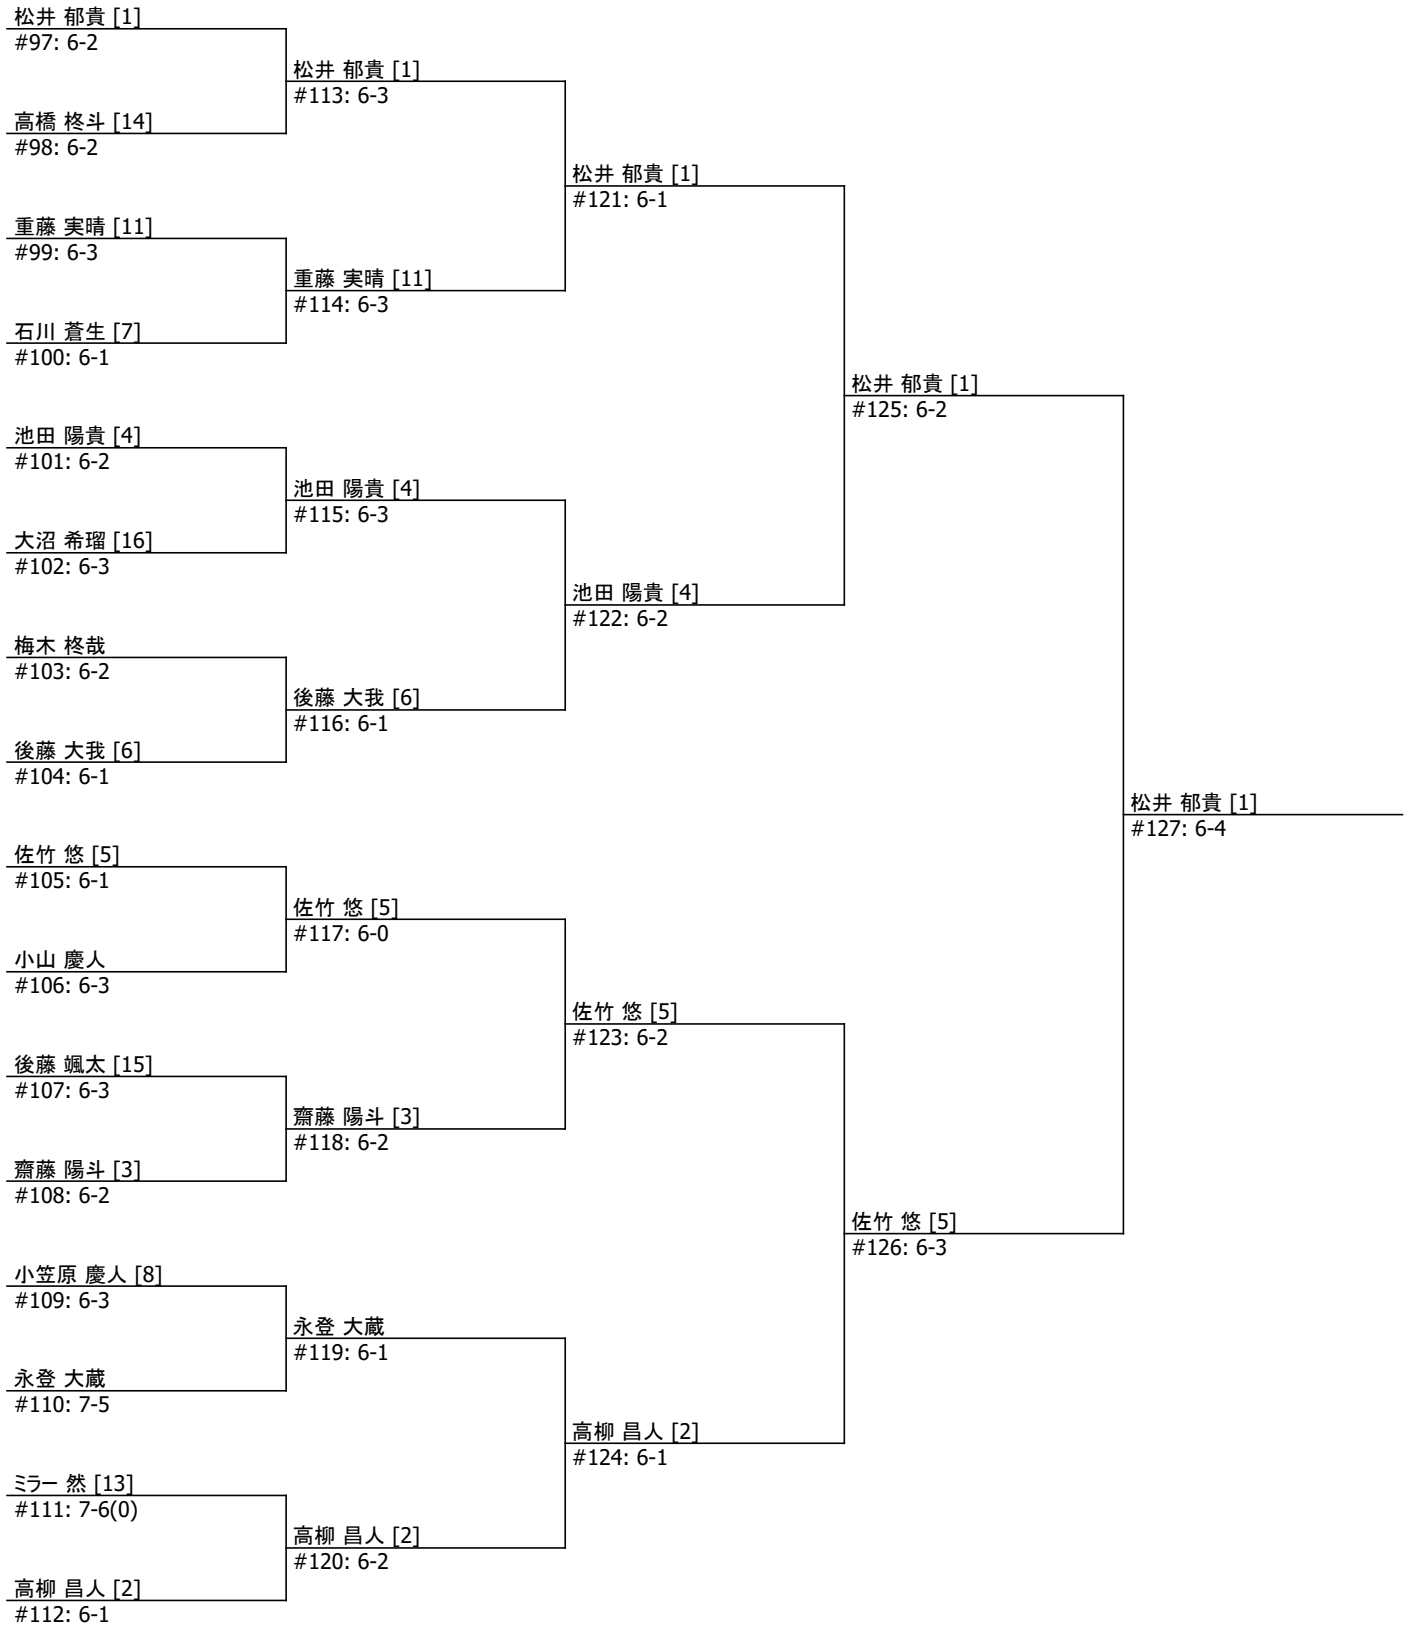 松井 郁貴 [1]
#97: 6-2
高橋 柊斗 [14]
#98: 6-2
重藤 実晴 [11]
#99: 6-3
石川 蒼生 [7]
#100: 6-1
池田 陽貴 [4]
#101: 6-2
大沼 希瑠 [16]
#102: 6-3
梅木 柊哉
#103: 6-2
後藤 大我 [6]
#104: 6-1
佐竹 悠 [5]
#105: 6-1
小山 慶人
#106: 6-3
後藤 颯太 [15]
#107: 6-3
齋藤 陽斗 [3]
#108: 6-2
小笠原 慶人 [8]
#109: 6-3
永登 大蔵
#110: 7-5
ミラー 然 [13]
#111: 7-6(0)
高柳 昌人 [2]
#112: 6-1
松井 郁貴 [1]
#113: 6-3
重藤 実晴 [11]
#114: 6-3
池田 陽貴 [4]
#115: 6-3
後藤 大我 [6]
#116: 6-1
佐竹 悠 [5]
#117: 6-0
齋藤 陽斗 [3]
#118: 6-2
永登 大蔵
#119: 6-1
高柳 昌人 [2]
#120: 6-2
松井 郁貴 [1]
#121: 6-1
池田 陽貴 [4]
#122: 6-2
佐竹 悠 [5]
#123: 6-2
高柳 昌人 [2]
#124: 6-1
松井 郁貴 [1]
#125: 6-2
佐竹 悠 [5]
#126: 6-3
松井 郁貴 [1]
#127: 6-4